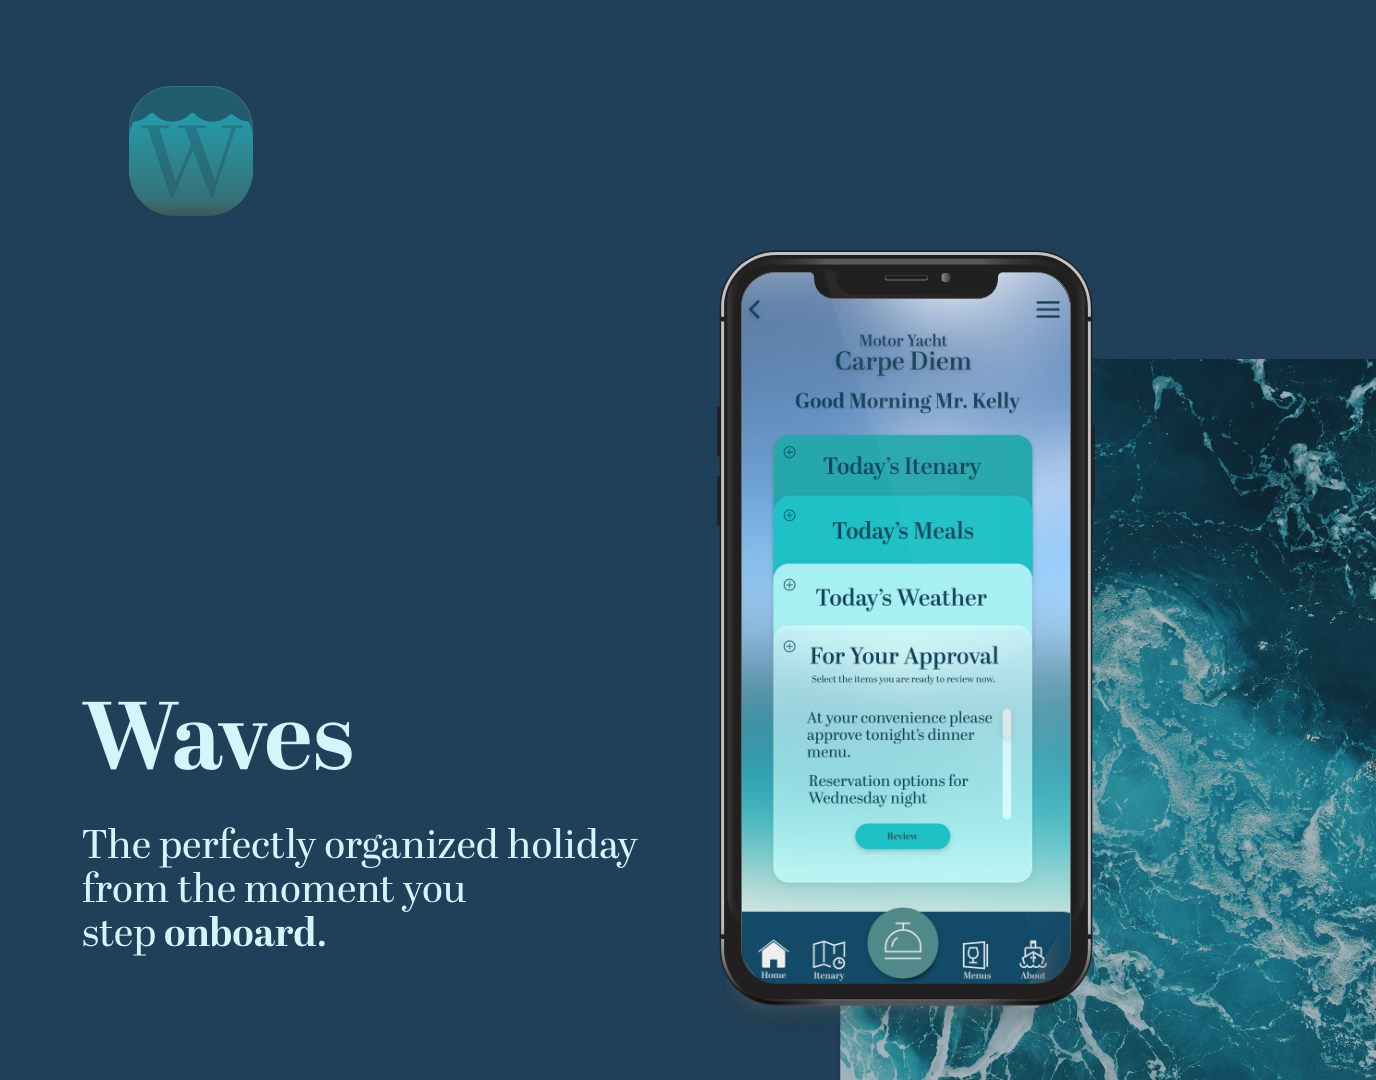 W
Motor Yacht
Carpe Diem
Good Morning Mr. Kelly
Today's Itenary
Today's Meals
Today's Weather
For Your Approval
Select the items you are ready to review now.
At your convenience please
approve tonight's dinner
menu.
Reservation options for
Wednesday night
Review
Home
Itenary
Menus
About
Waves
The perfectly organized holiday
from the moment you
step onboard.